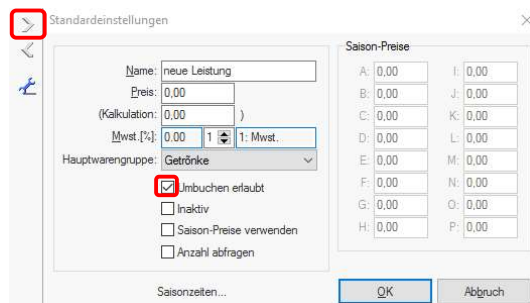 Standardeinstellungen
Name: neue Leistung
Preis: 0,00
(Kalkulation: 0,00 )
Mwst.[%]: 0.00 1 1: Mwst.
Hauptwarengruppe: Getrönke
Umbuchen erlaubt
Inaktiv
Saison-Preise verwenden
Anzahl abfragen
Saisonzeiten...
Saison-Preise
A: 0,00 I: 0,00
B: 0,00 J: 0,00
C: 0,00 K: 0,00
D: 0,00 L: 0,00
E: 0,00 M: 0,00
F: 0,00 N: 0,00
G: 0,00 O: 0,00
H: 0,00 P: 0,00
OK Abbruch